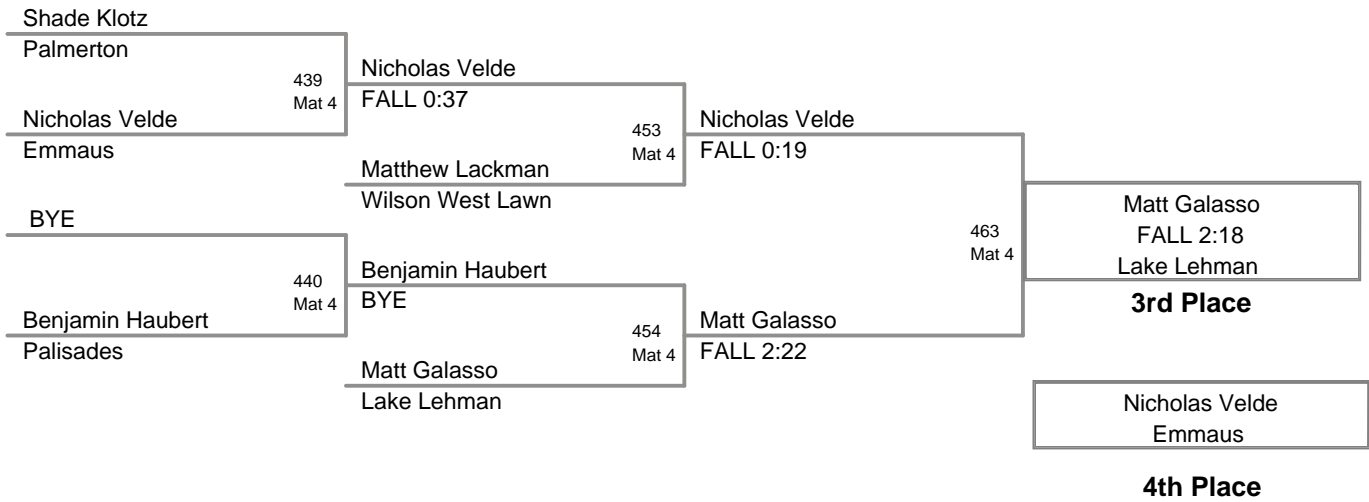 Shade Klotz
Palmerton
439
Mat 4
Nicholas Velde
FALL 0:37
Nicholas Velde
Emmaus
453
Mat 4
Nicholas Velde
FALL 0:19
Matthew Lackman
Wilson West Lawn
BYE
463
Mat 4
Matt Galasso
FALL 2:18
Lake Lehman
3rd Place
440
Mat 4
Benjamin Haubert
BYE
Benjamin Haubert
Palisades
454
Mat 4
Matt Galasso
FALL 2:22
Matt Galasso
Lake Lehman
Nicholas Velde
Emmaus
4th Place